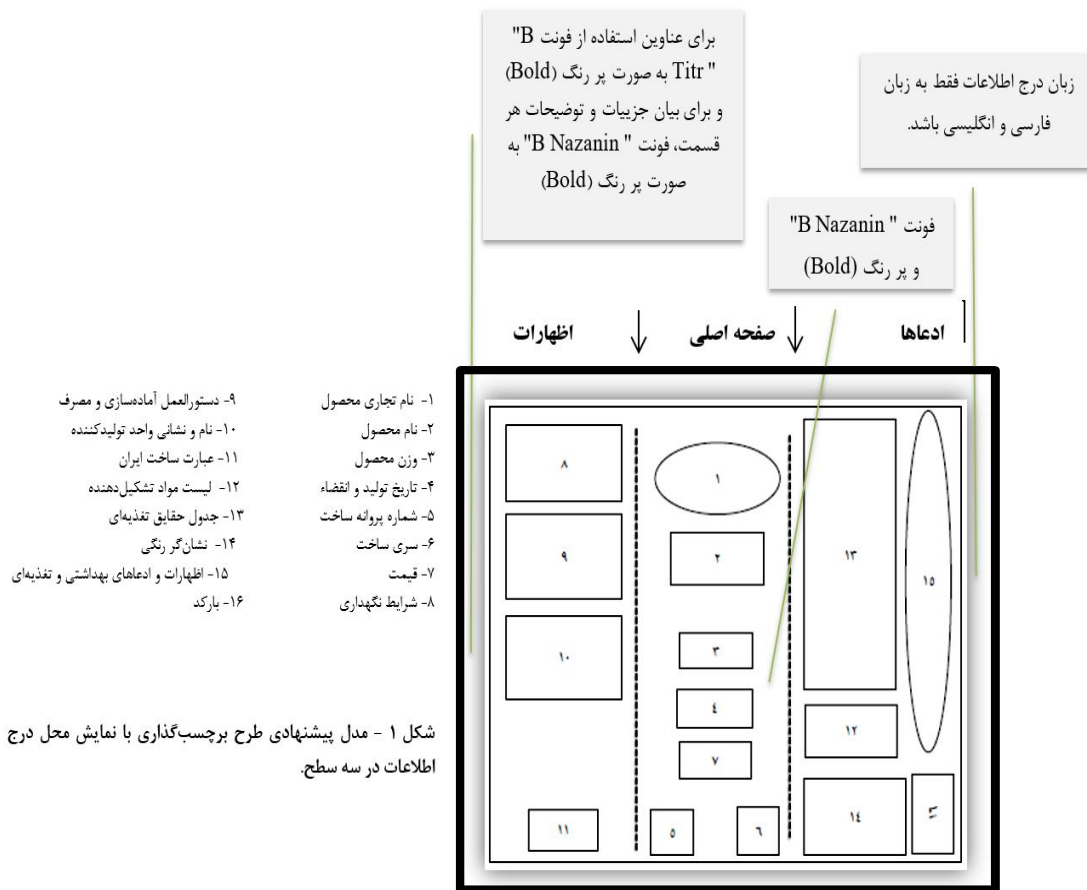 برای عناوین استفاده از فونت "B
Titr " به صورت پر رنگ (Bold)
و برای بیان جزییات و توضیحات هر
قسمت، فونت " B Nazanin" به
صورت پر رنگ (Bold)
زبان درج اطلاعات فقط به زبان
فارسی و انگلیسی باشد.
فونت " B Nazanin"
و پر رنگ (Bold)
ادعاها
صفحه اصلی
اظهارات
۱- نام تجاری محصول
۲- نام محصول
۳- وزن محصول
۴- تاریخ تولید و انقضاء
۵- شماره پروانه ساخت
۶- سری ساخت
۷- قیمت
۸- شرایط نگهداری
۹- دستورالعمل آماده‌سازی و مصرف
۱۰- نام و نشانی واحد تولیدکننده
۱۱- عبارت ساخت ایران
۱۲- لیست مواد تشکیل‌دهنده
۱۳- جدول حقایق تغذیه‌ای
۱۴- نشان‌گر رنگی
۱۵- اظهارات و ادعاهای بهداشتی و تغذیه‌ای
۱۶- بارکد
۱۵
۱۳
۱۲
۱۴
۱۶
۱
۲
۳
۴
۷
۶
۵
۸
۹
۱۰
۱۱
شکل ۱ - مدل پیشنهادی طرح برچسب‌گذاری با نمایش محل درج
اطلاعات در سه سطح.